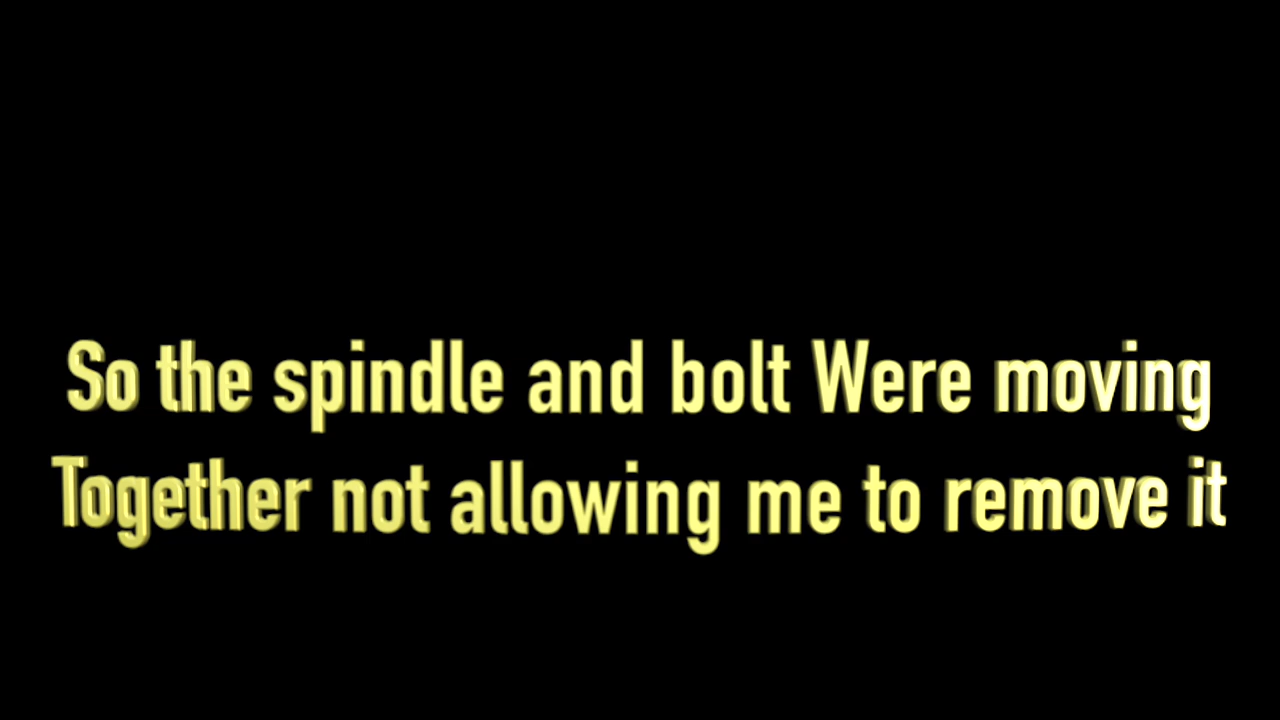 So the spindle and bolt Were moving
Together not allowing me to remove it